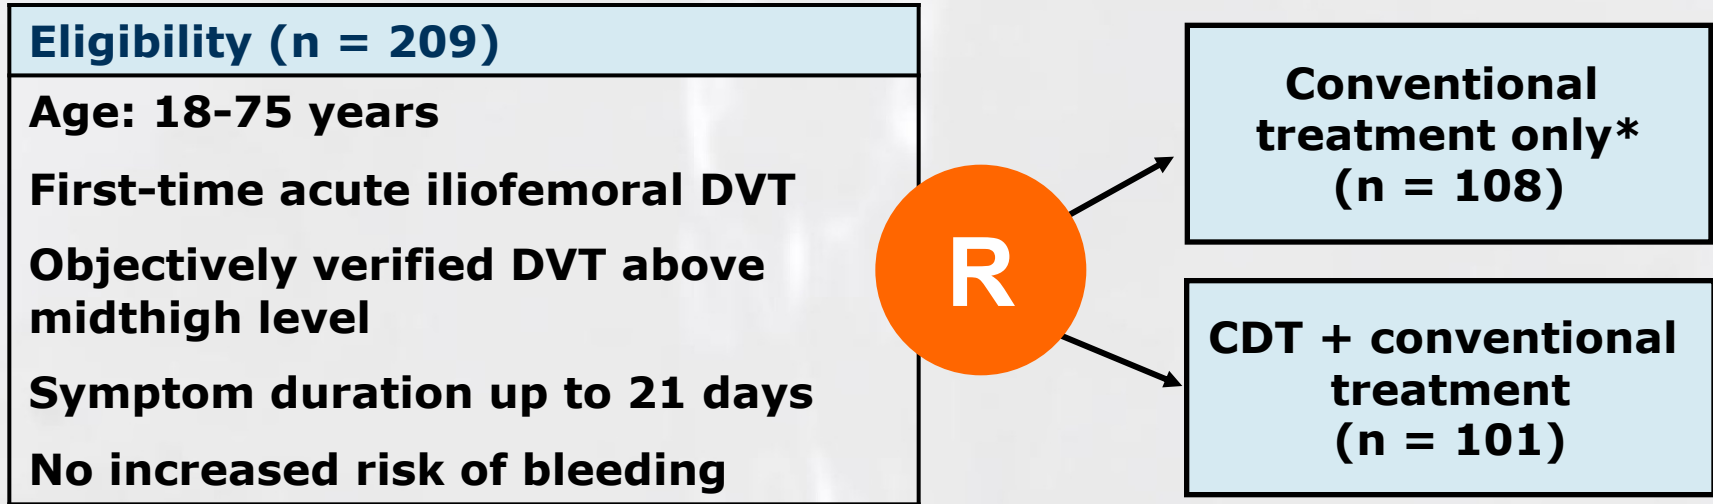 Eligibility (n = 209)
Age: 18-75 years
First-time acute iliofemoral DVT
Objectively verified DVT above
midthigh level
Symptom duration up to 21 days
No increased risk of bleeding
R
Conventional
treatment only*
(n = 108)
CDT + conventional
treatment
(n = 101)